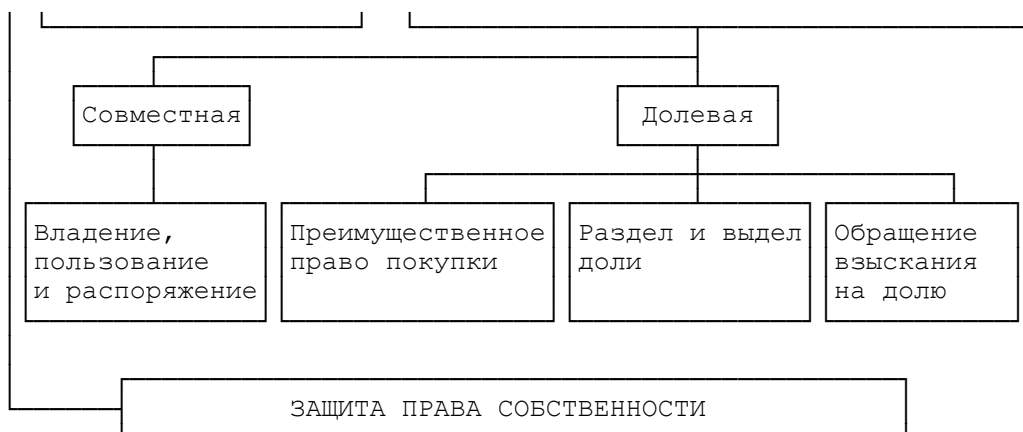 Совместная
Долевая
Владение,
пользование
и распоряжение
Преимущественное
право покупки
Раздел и выдел
доли
Обращение
взыскания
на долю
ЗАЩИТА ПРАВА СОБСТВЕННОСТИ